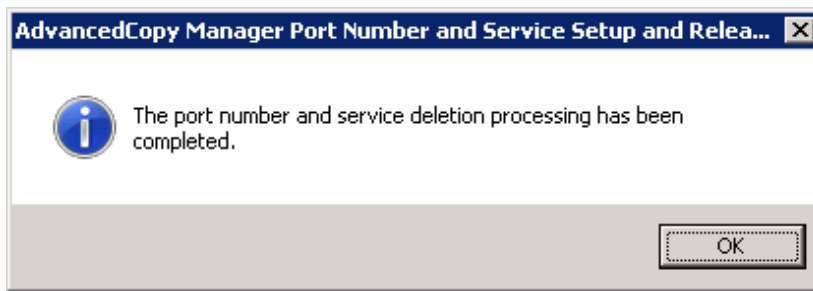 AdvancedCopy Manager Port Number and Service Setup and Relea...
The port number and service deletion processing has been
completed.
OK